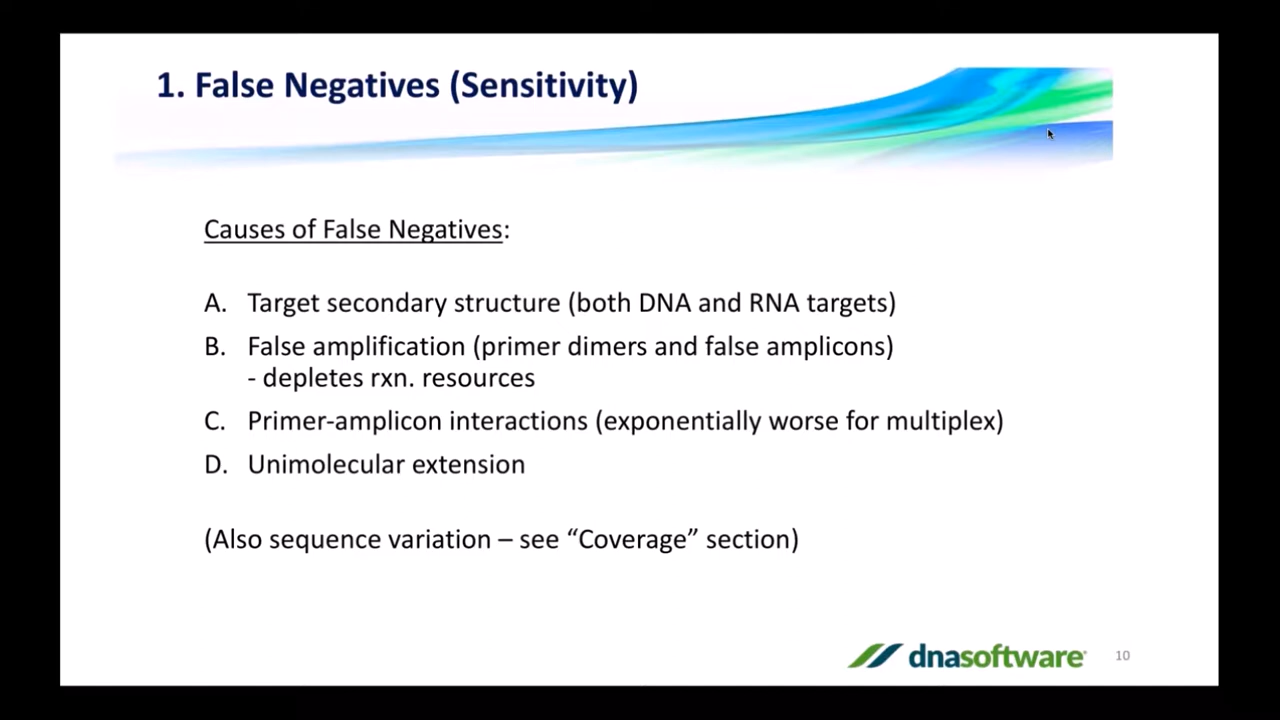 1. False Negatives (Sensitivity)
Causes of False Negatives:
A. Target secondary structure (both DNA and RNA targets)
B. False amplification (primer dimers and false amplicons)
- depletes rxn. resources
C. Primer-amplicon interactions (exponentially worse for multiplex)
D. Unimolecular extension
(Also sequence variation – see “Coverage” section)
dnasoftware
10